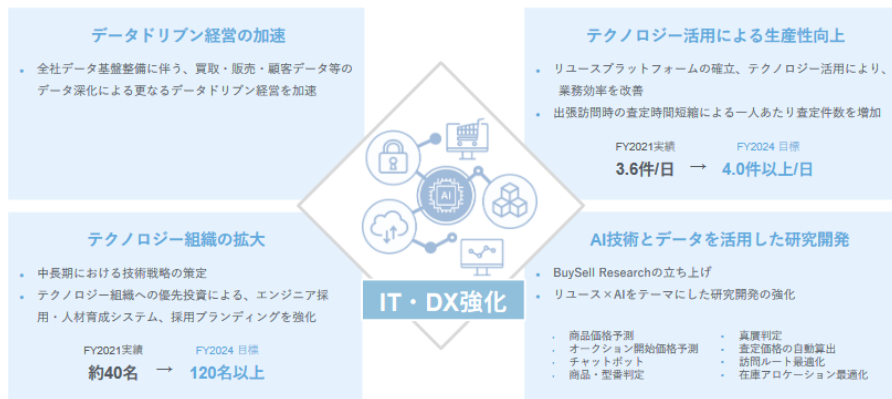 データドリブン経営の加速
• 全社データ基盤整備に伴う、買取・販売・顧客データ等の
データ深化による更なるデータドリブン経営を加速
テクノロジー活用による生産性向上
• リユースプラットフォームの確立、テクノロジー活用により、
業務効率を改善
• 出張訪問時の査定時間短縮による一人あたり査定件数を増加
FY2021実績 FY2024 目標
3.6件/日 → 4.0件以上/日
AI
IT・DX強化
テクノロジー組織の拡大
• 中長期における技術戦略の策定
• テクノロジー組織への優先投資による、エンジニア採
用・人材育成システム、採用ブランディングを強化
FY2021実績 FY2024 目標
約40名 → 120名以上
AI技術とデータを活用した研究開発
• BuySell Researchの立ち上げ
• リユース×AIをテーマにした研究開発の強化
• 商品価格予測
• オークション開始価格予測
• チャットボット
• 商品・型番判定
• 真贋判定
• 査定価格の自動算出
• 訪問ルート最適化
• 在庫アロケーション最適化